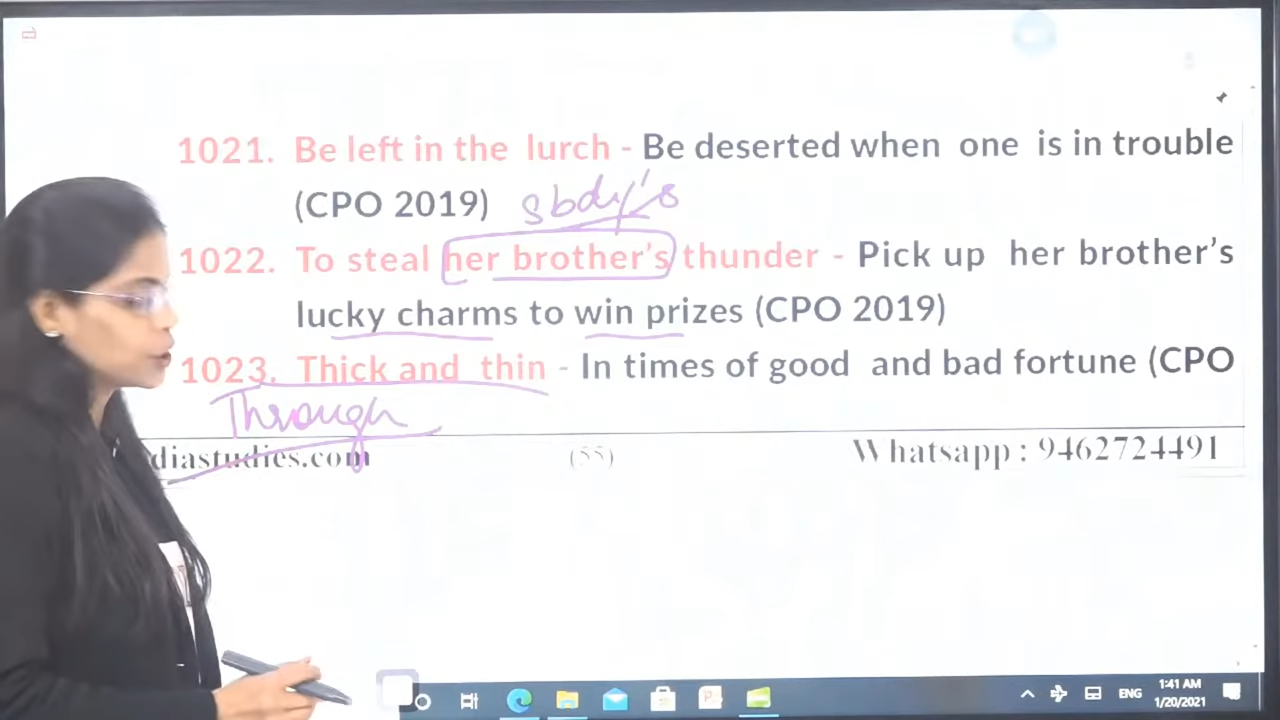 1021. Be left in the lurch - Be deserted when one is in trouble
(CPO 2019) sbdy's
1022. To steal her brother's thunder - Pick up her brother's
lucky charms to win prizes (CPO 2019)
1023. Thick and thin - In times of good and bad fortune (CPO
Through
diastudies.com (55) Whatsapp : 9462724491
ENG
1:41 AM
1/20/2021